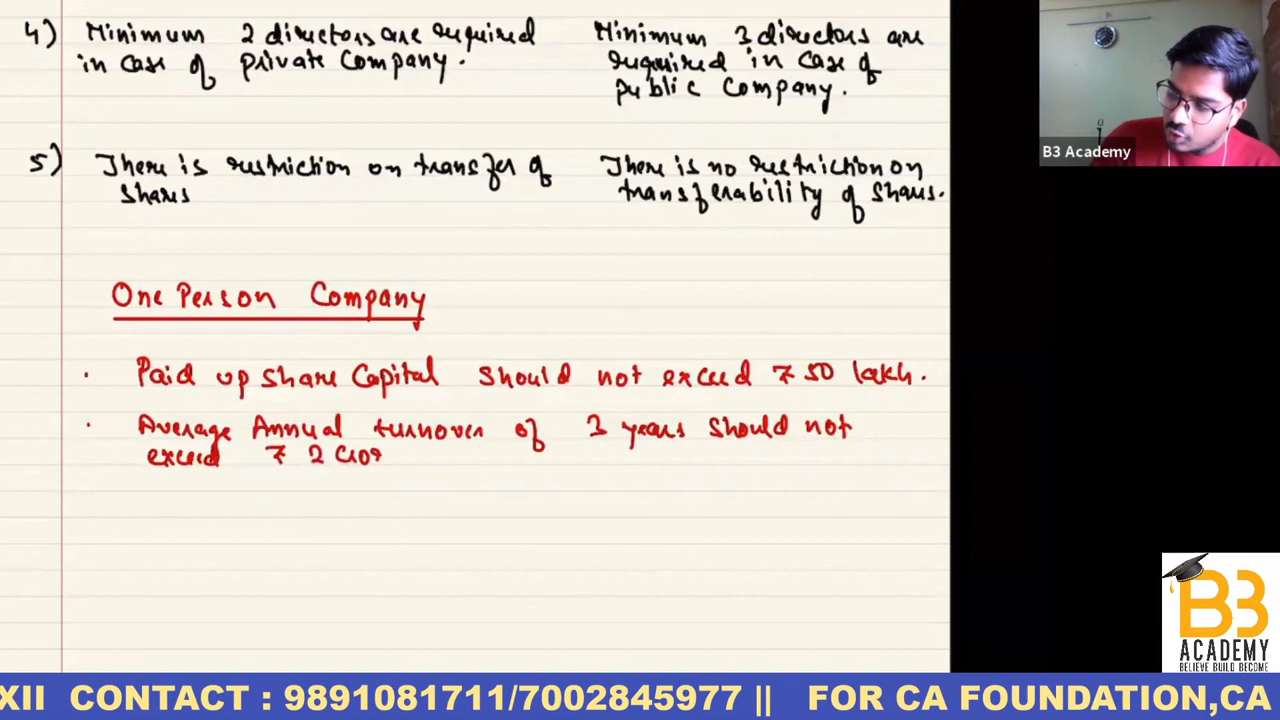 4) Minimum 2 directors are required
in case of private Company.
Minimum 3 directors are
required in case of
public Company.
5) There is restriction on transfer of
shares
There is no restriction on
transferability of shares.
One Person Company
· Paid up share Capital should not exceed ₹ 50 lakh.
· Average Annual turnover of 3 years should not
exceed ₹ 2 cror
B3 Academy
B3
ACADEMY
BELIEVE BUILD BECOME
XII CONTACT : 9891081711/7002845977 || FOR CA FOUNDATION,CA